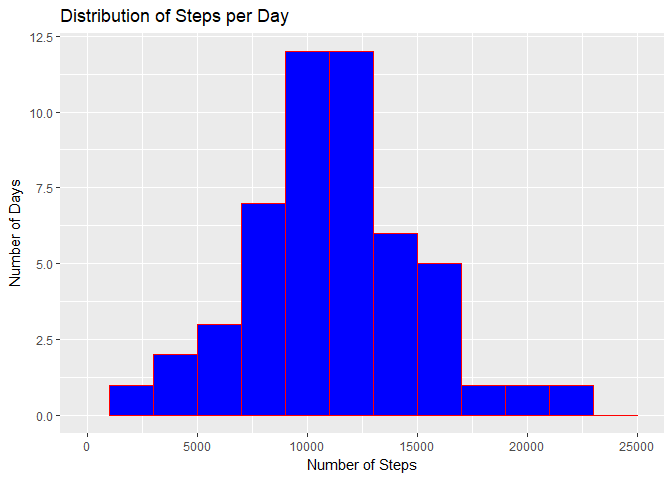 Distribution of Steps per Day
Number of Days
12.5
10.0
7.5
5.0
2.5
0.0
0 5000 10000 15000 20000 25000
Number of Steps